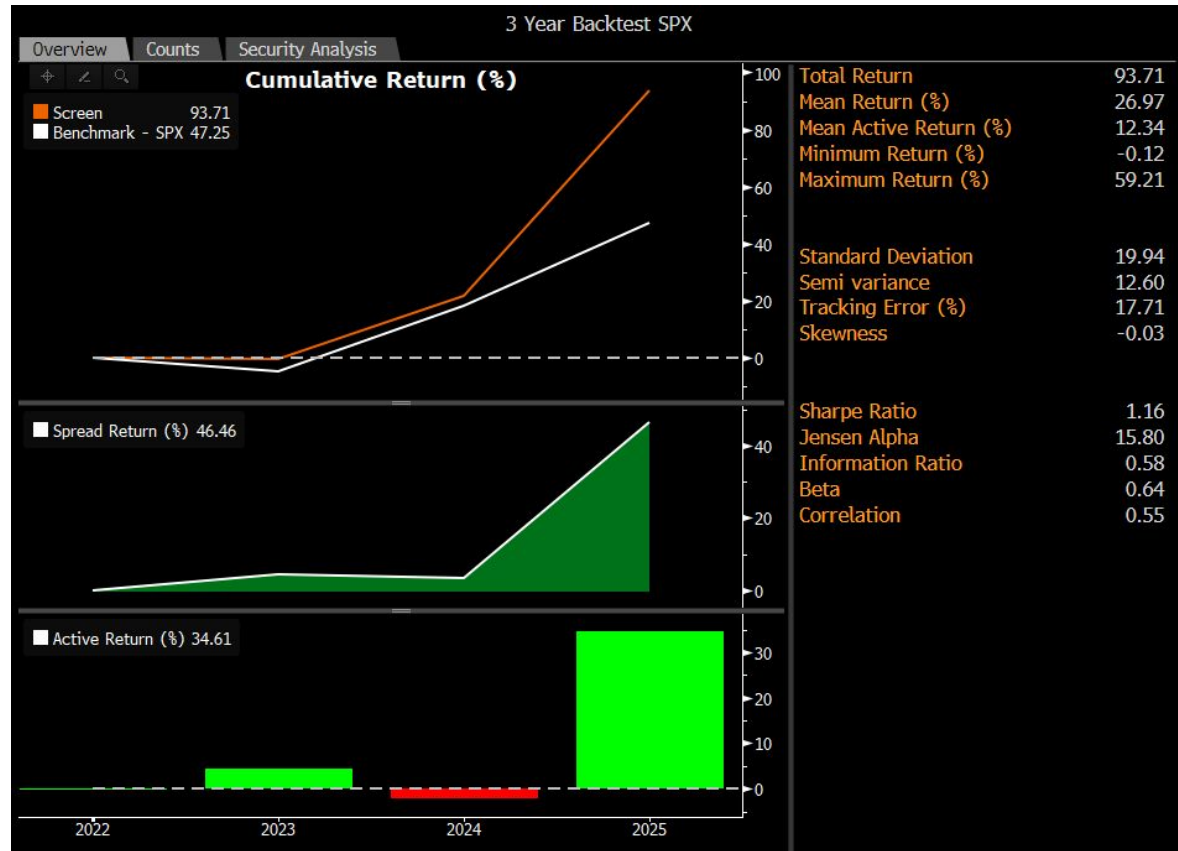 3 Year Backtest SPX
Overview Counts Security Analysis
Cumulative Return (%)
Screen 93.71
Benchmark - SPX 47.25
100
80
60
40
20
0
Spread Return (%) 46.46
40
20
0
Active Return (%) 34.61
30
20
10
0
2022 2023 2024 2025
Total Return 93.71
Mean Return (%) 26.97
Mean Active Return (%) 12.34
Minimum Return (%) -0.12
Maximum Return (%) 59.21
Standard Deviation 19.94
Semi variance 12.60
Tracking Error (%) 17.71
Skewness -0.03
Sharpe Ratio 1.16
Jensen Alpha 15.80
Information Ratio 0.58
Beta 0.64
Correlation 0.55